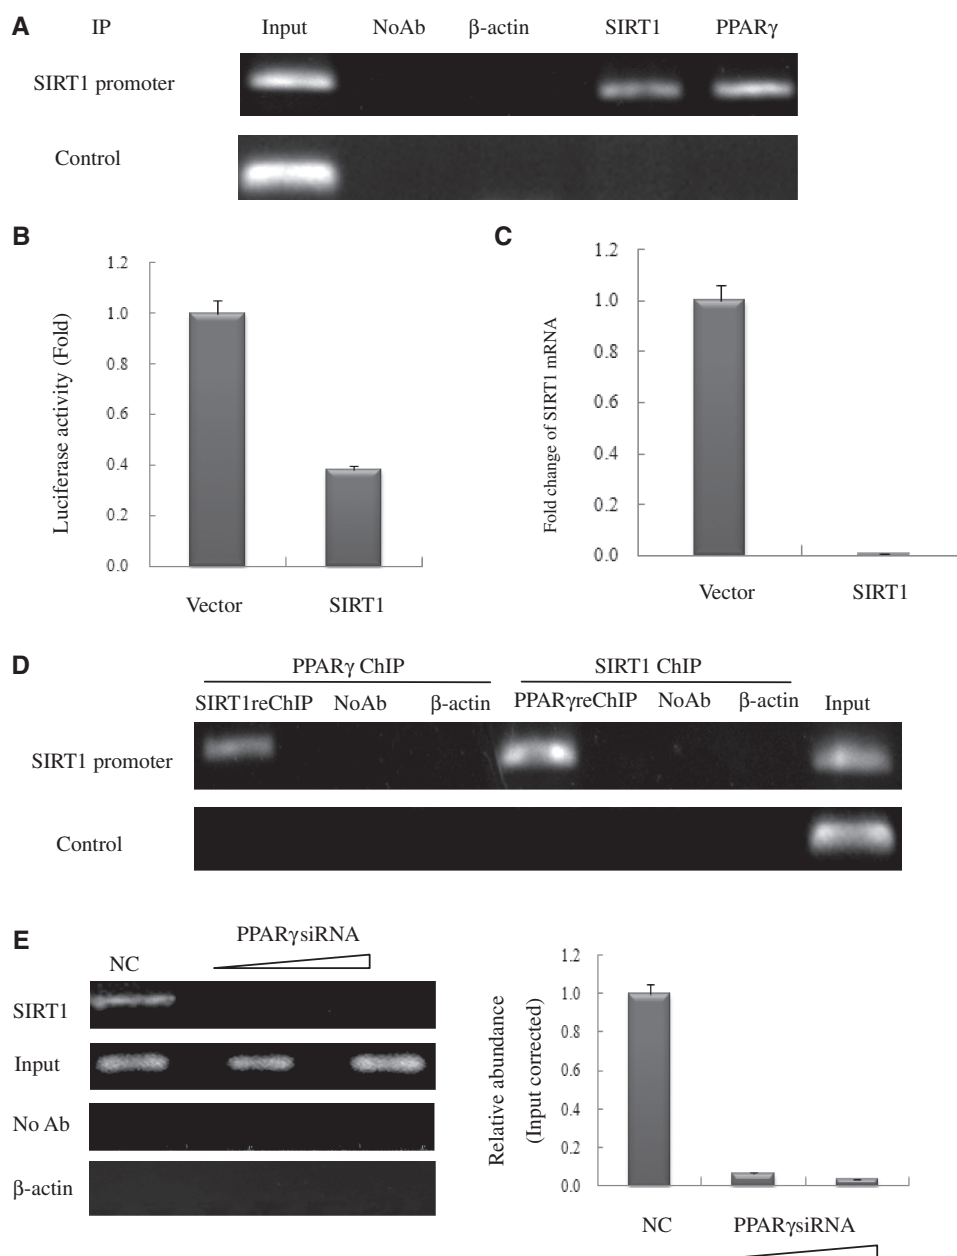 A IP Input NoAb β-actin SIRT1 PPARγ
SIRT1 promoter
Control
B
Luciferase activity (Fold)
1.2
1.0
0.8
0.6
0.4
0.2
0.0
Vector SIRT1
C
Fold change of SIRT1 mRNA
1.2
1.0
0.8
0.6
0.4
0.2
0.0
Vector SIRT1
D
PPARγ ChIP SIRT1 ChIP
SIRT1reChIP NoAb β-actin PPARγreChIP NoAb β-actin Input
SIRT1 promoter
Control
E
PPARγsiRNA
NC
SIRT1
Input
No Ab
β-actin
Relative abundance
(Input corrected)
1.2
1.0
0.8
0.6
0.4
0.2
0.0
NC PPARγsiRNA